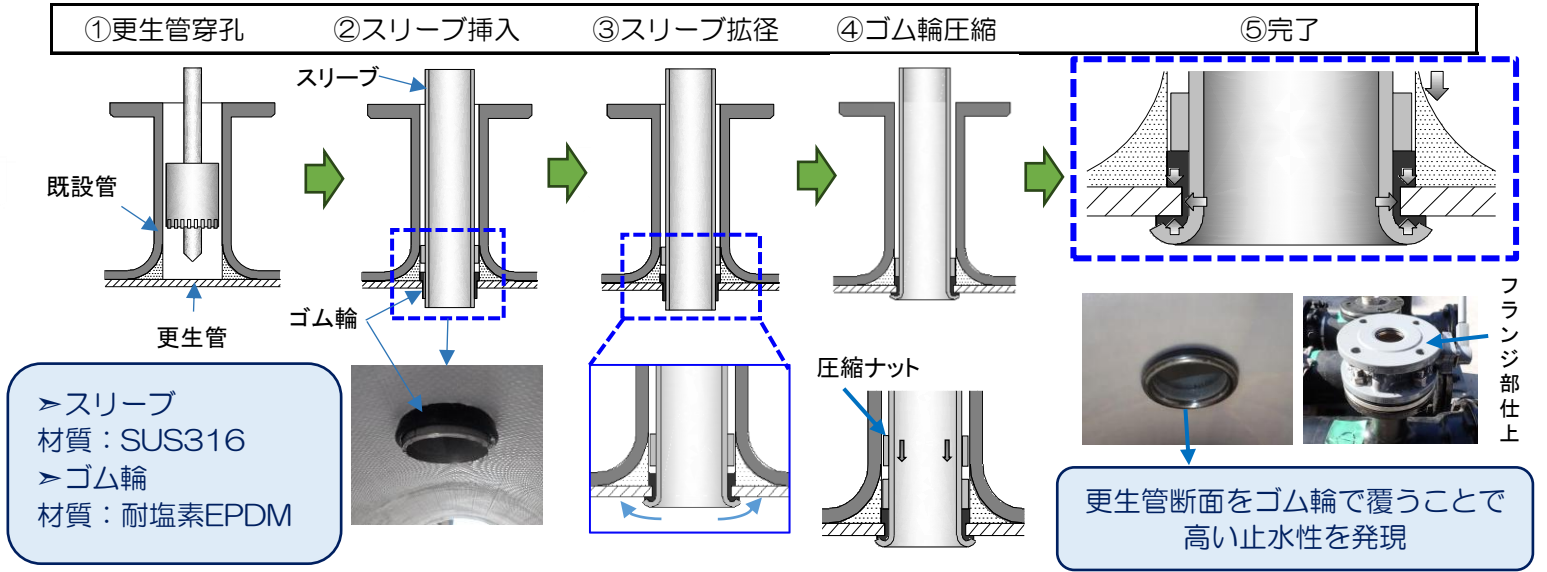 ①更生管穿孔
②スリーブ挿入
③スリーブ拡径
④ゴム輪圧縮
⑤完了
スリーブ
既設管
更生管
ゴム輪
圧縮ナット
フランジ部仕上
➢スリーブ
材質：SUS316
➢ゴム輪
材質：耐塩素EPDM
更生管断面をゴム輪で覆うことで
高い止水性を発現